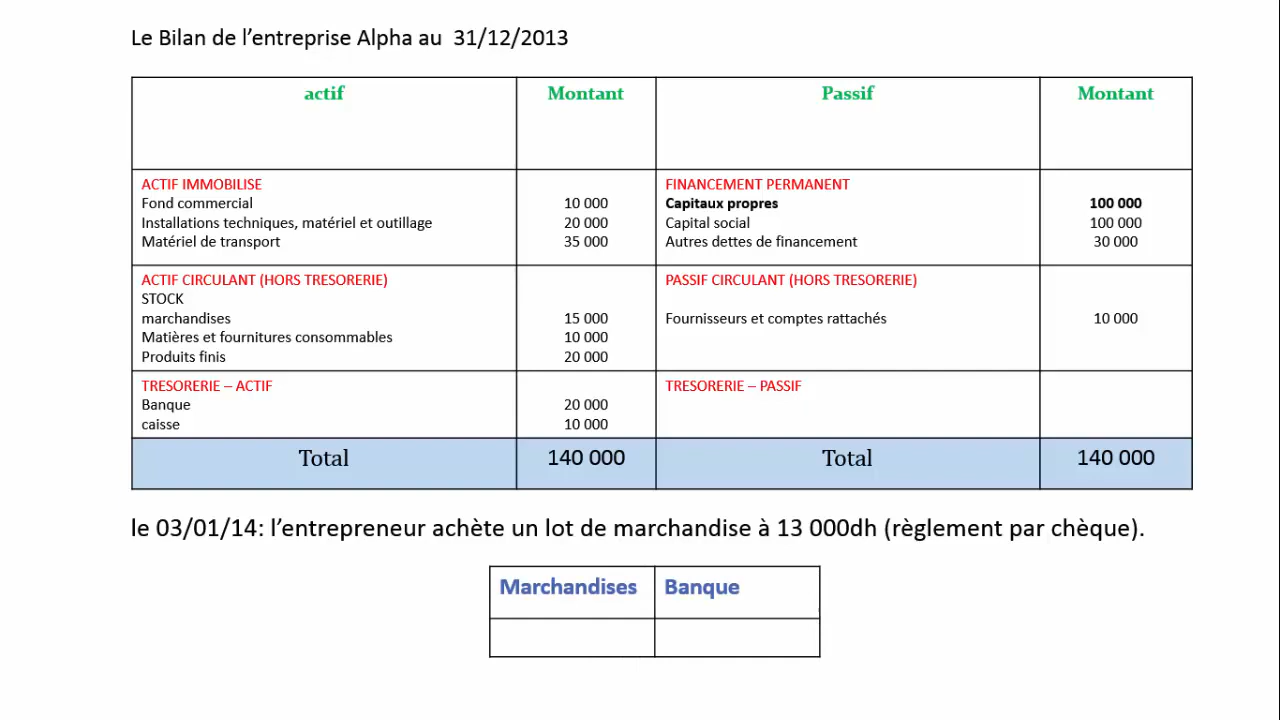 Le Bilan de l'entreprise Alpha au 31/12/2013
actif Montant Passif Montant
ACTIF IMMOBILISE FINANCEMENT PERMANENT
Fond commercial 10 000 Capitaux propres 100 000
Installations techniques, matériel et outillage 20 000 Capital social 100 000
Matériel de transport 35 000 Autres dettes de financement 30 000
ACTIF CIRCULANT (HORS TRESORERIE) PASSIF CIRCULANT (HORS TRESORERIE)
STOCK
marchandises 15 000 Fournisseurs et comptes rattachés 10 000
Matières et fournitures consommables 10 000
Produits finis 20 000
TRESORERIE – ACTIF TRESORERIE – PASSIF
Banque 20 000
caisse 10 000
Total 140 000 Total 140 000
le 03/01/14: l'entrepreneur achète un lot de marchandise à 13 000dh (règlement par chèque).
Marchandises Banque